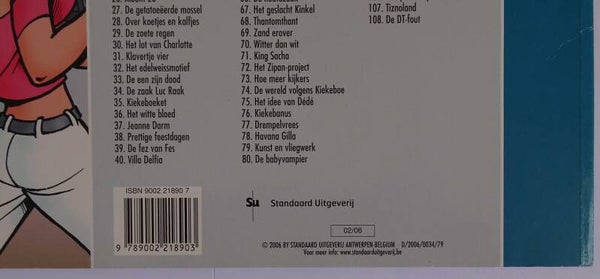 27. De getatoeëerde mossel
28. Over koetjes en kalfjes
29. De zoete regen
30. Het lot van Charlotte
31. Klavertje vier
32. Het edelweissmotief
33. De een zijn dood
34. De zaak Luc Raak
35. Kiekeboeket
36. Het witte bloed
37. Jeanne Darm
38. Prettige feestdagen
39. De fez van Fes
40. Villa Delfia
67. Het geslacht Kinkel
68. Thantomthant
69. Zand erover
70. Witter dan wit
71. King Sacha
72. Het Zipan-project
73. Hoe meer kijkers
74. De wereld volgens Kiekeboe
75. Het idee van Dédé
76. Kiekebanus
77. Drempelvrees
78. Havana Gilla
79. Kunst en vliegwerk
80. De babyvampier
107. Tiznoland
108. De DT-fout
ISBN 9002 21890 7
9 789002 218903
Su Standaard Uitgeverij
02/06
© 2006 BY STANDAARD UITGEVERIJ ANTWERPEN-BELGIUM D/2006/0034/79
Voor meer info: www.standaarduitgeverij.be